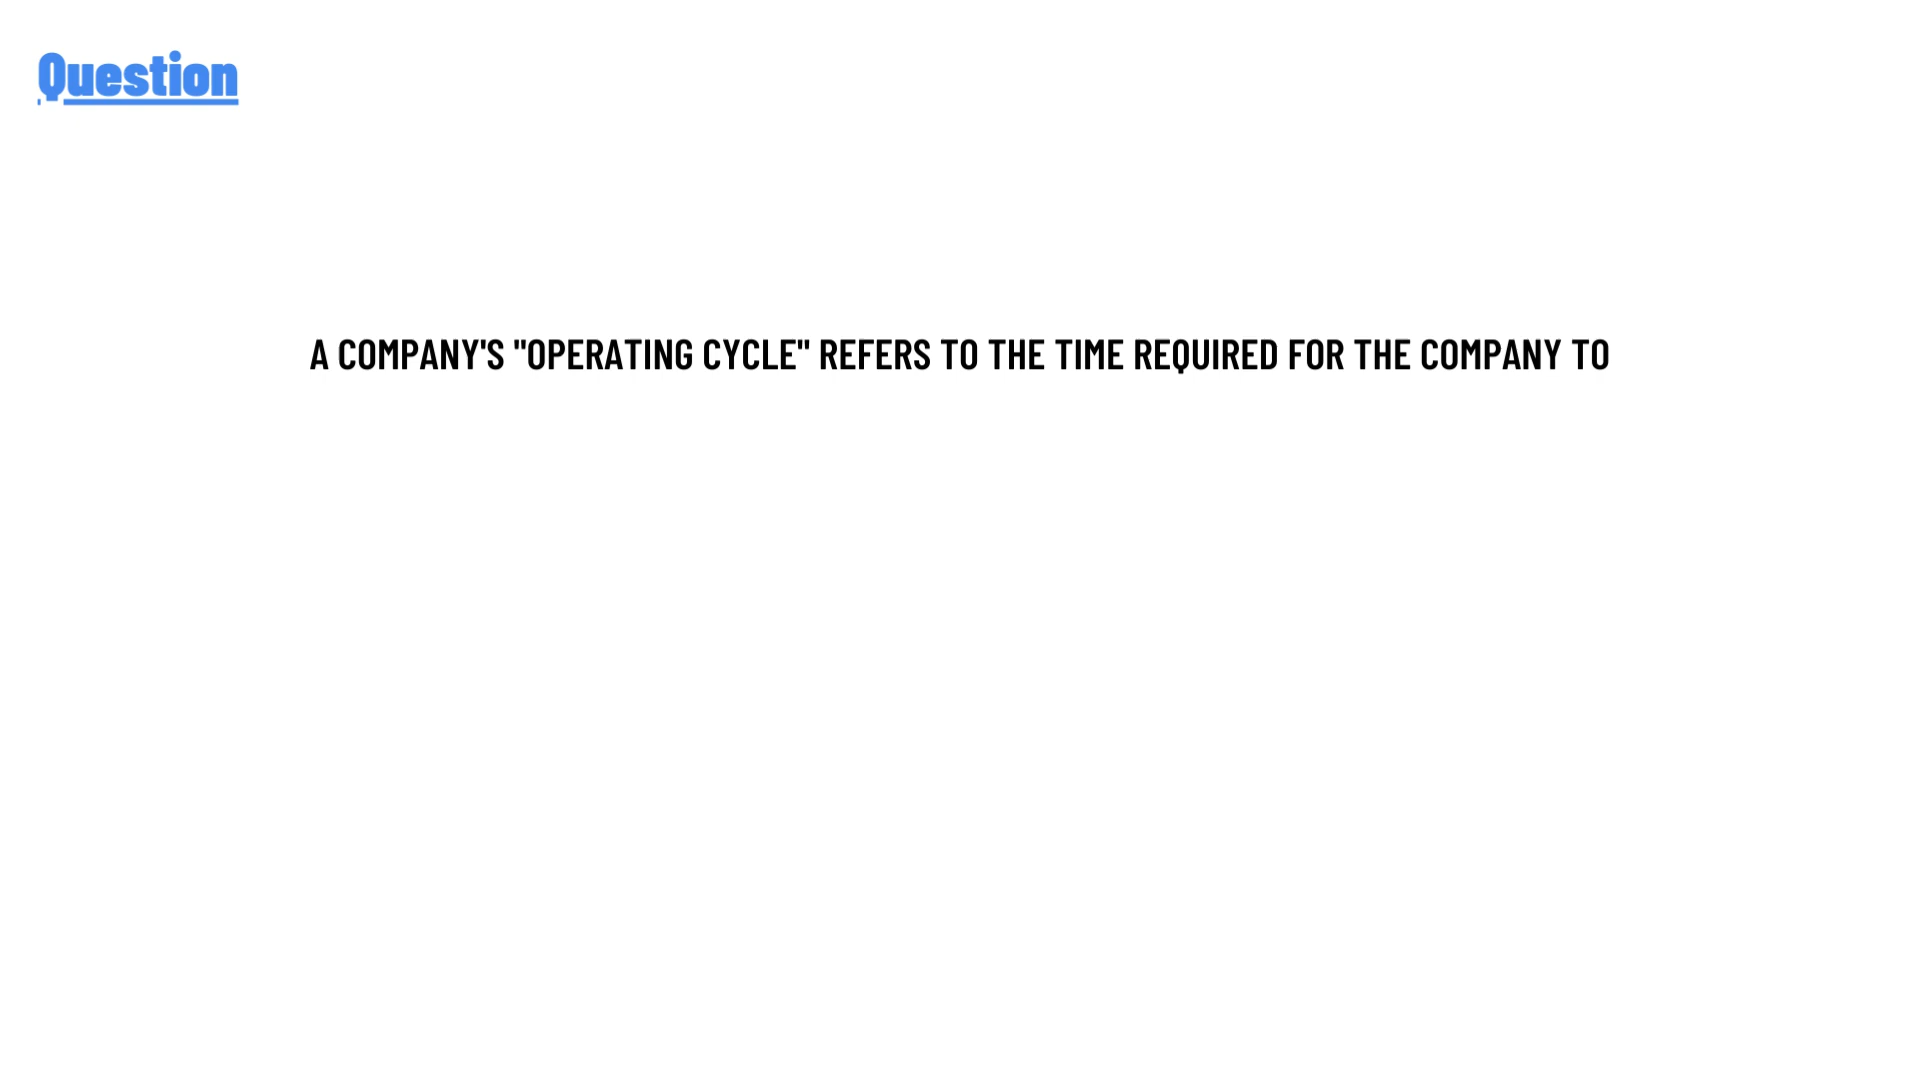 Question
A COMPANY'S "OPERATING CYCLE" REFERS TO THE TIME REQUIRED FOR THE COMPANY TO